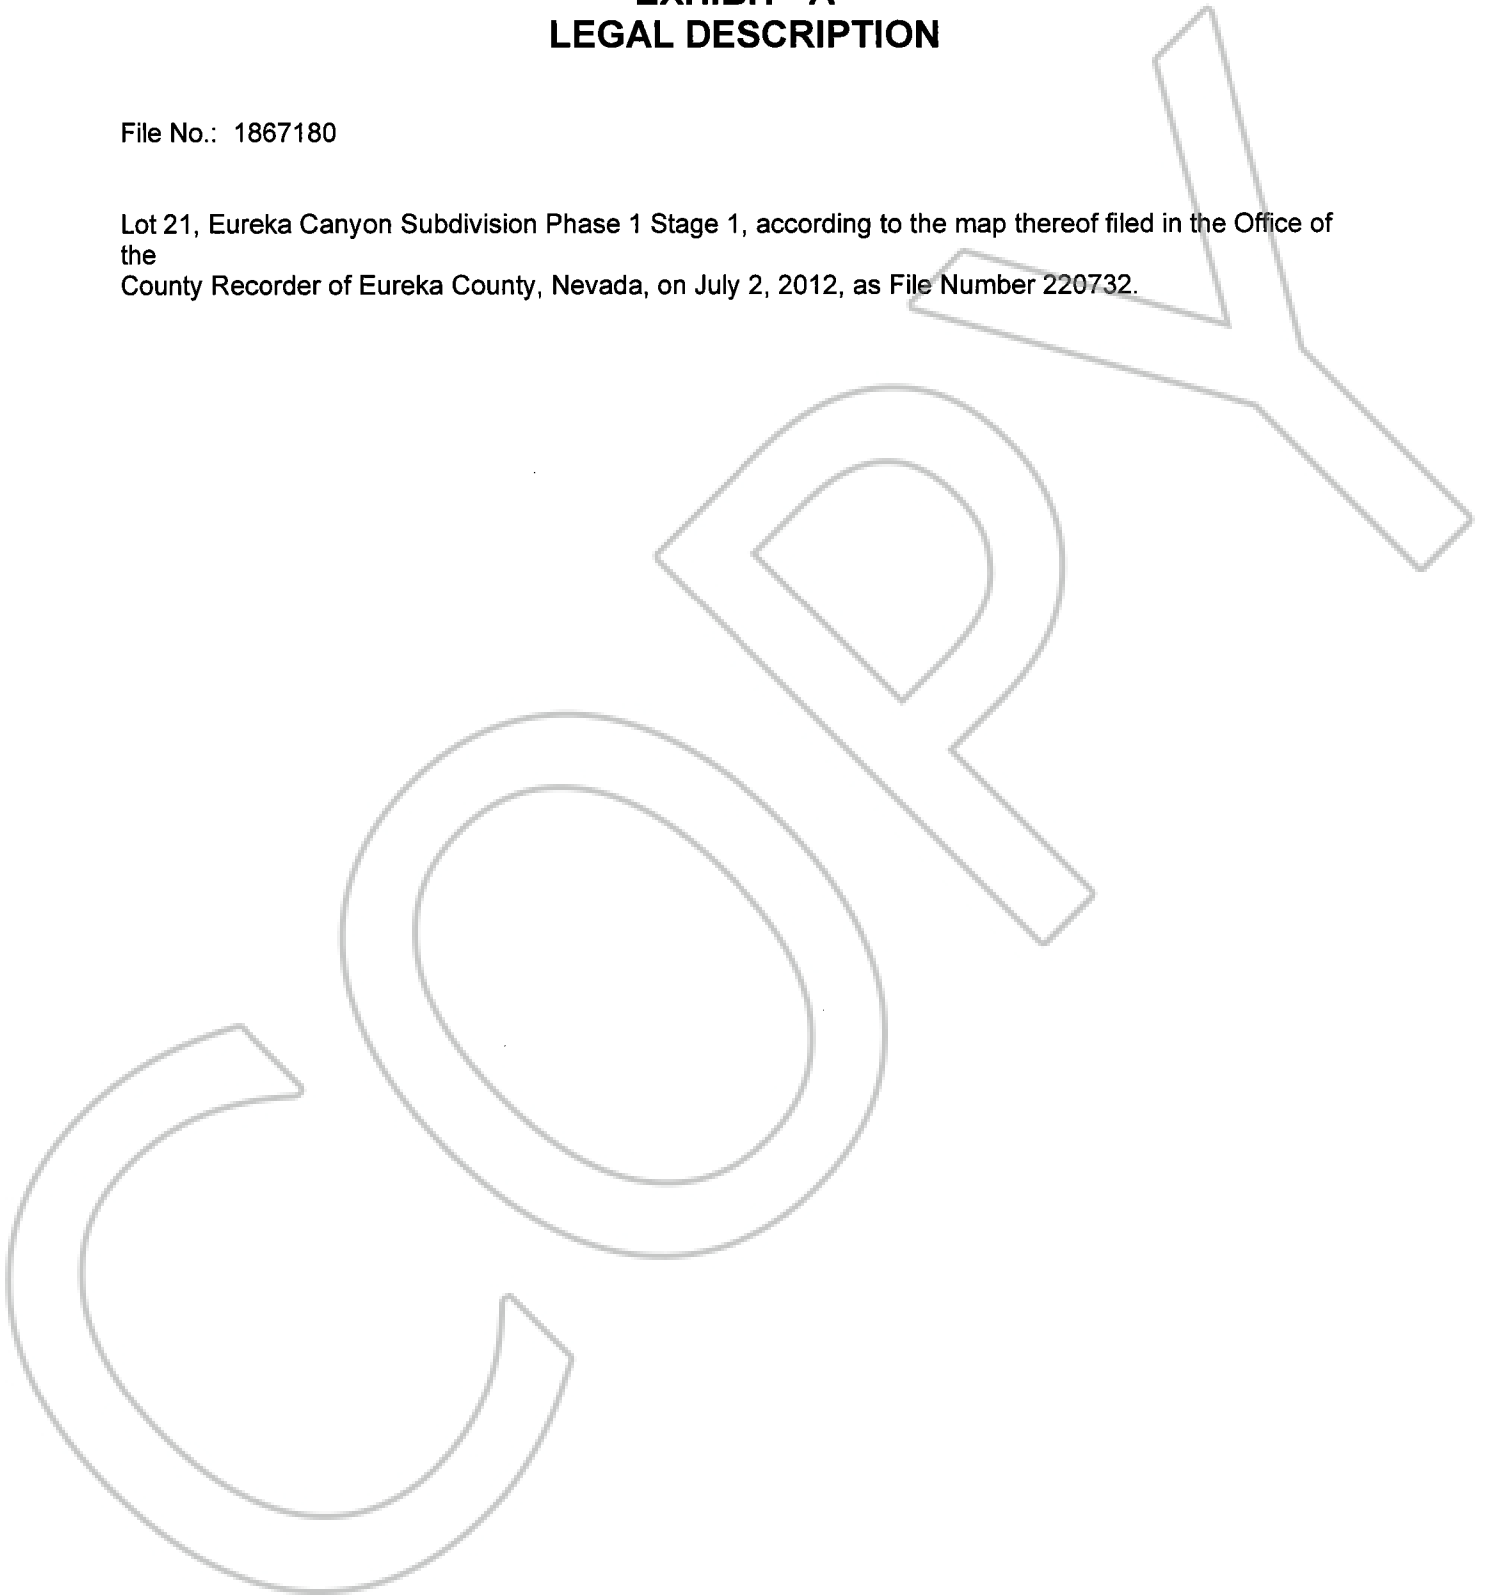 EXHIBIT "A"
LEGAL DESCRIPTION
File No.: 1867180
Lot 21, Eureka Canyon Subdivision Phase 1 Stage 1, according to the map thereof filed in the Office of
the
County Recorder of Eureka County, Nevada, on July 2, 2012, as File Number 220732.
COPY